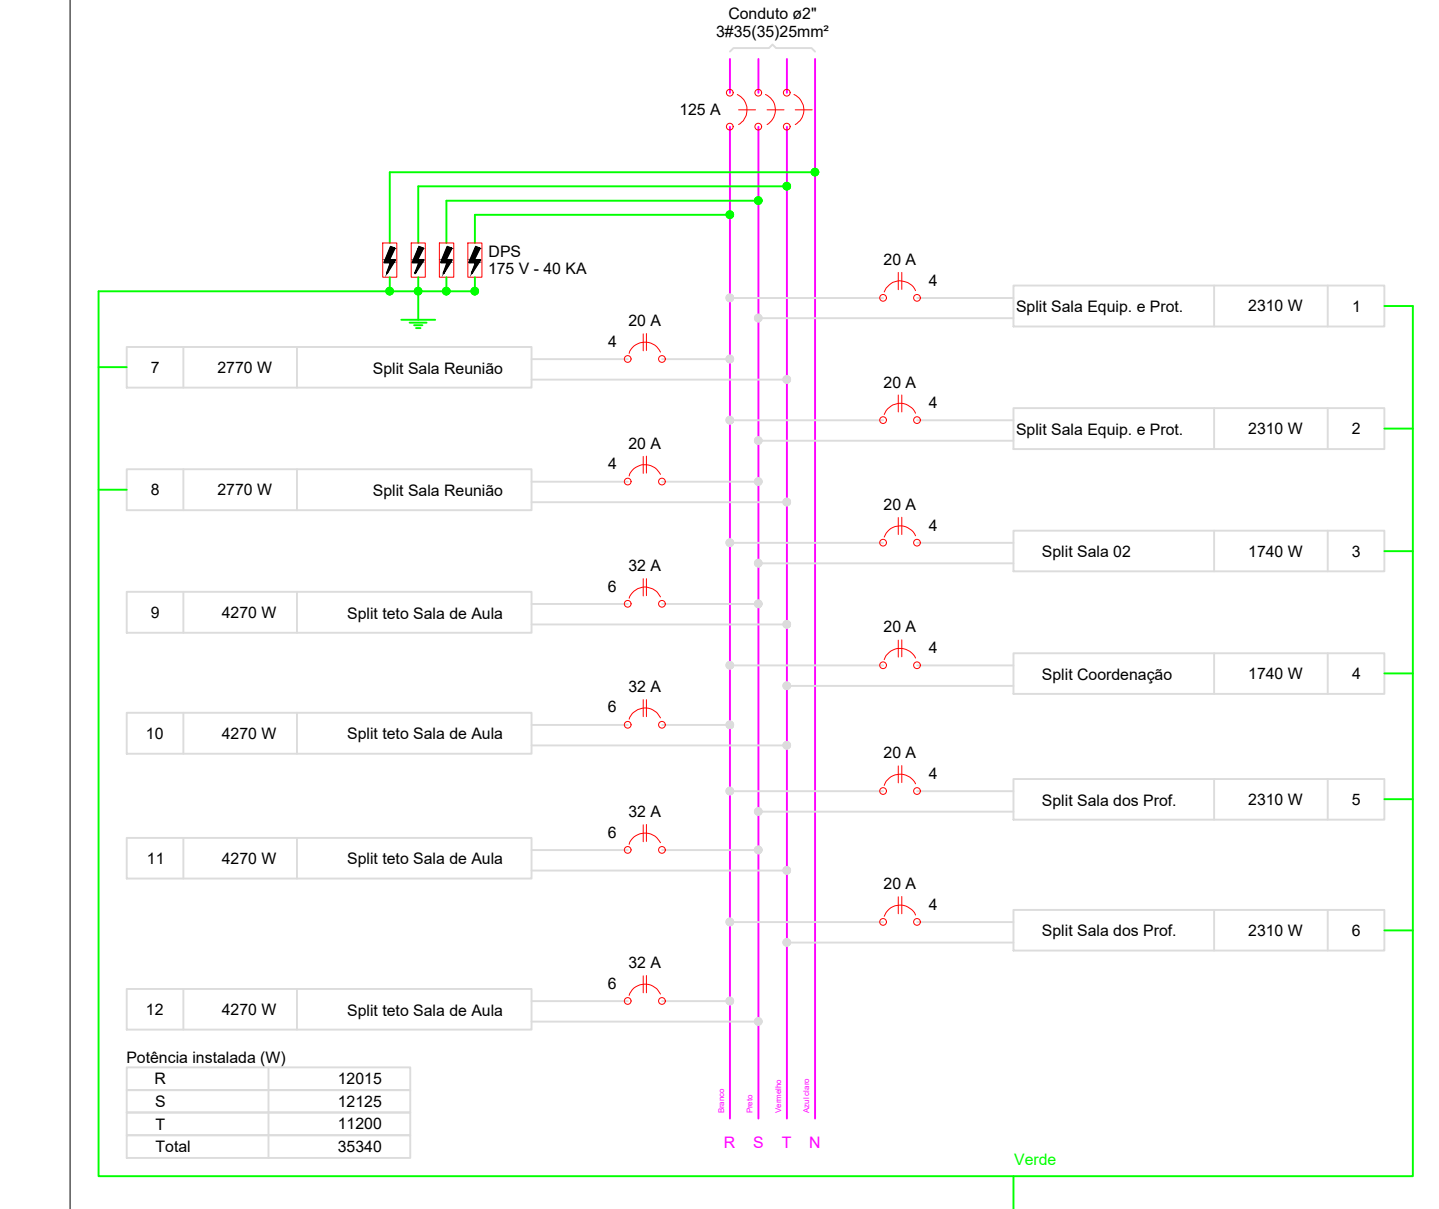 Conduto ø2"
3#35(35)25mm²
125 A
DPS
175 V - 40 KA
20 A
4
Split Sala Equip. e Prot. 2310 W 1
20 A
4
7 2770 W Split Sala Reunião
20 A
4
Split Sala Equip. e Prot. 2310 W 2
20 A
4
8 2770 W Split Sala Reunião
20 A
4
Split Sala 02 1740 W 3
32 A
6
9 4270 W Split teto Sala de Aula
20 A
4
Split Coordenação 1740 W 4
32 A
6
10 4270 W Split teto Sala de Aula
20 A
4
Split Sala dos Prof. 2310 W 5
32 A
6
11 4270 W Split teto Sala de Aula
20 A
4
Split Sala dos Prof. 2310 W 6
32 A
6
12 4270 W Split teto Sala de Aula
Potência instalada (W)
R 12015
S 12125
T 11200
Total 35340
Branco
Preto
Vermelho
Azul claro
R S T N
Verde